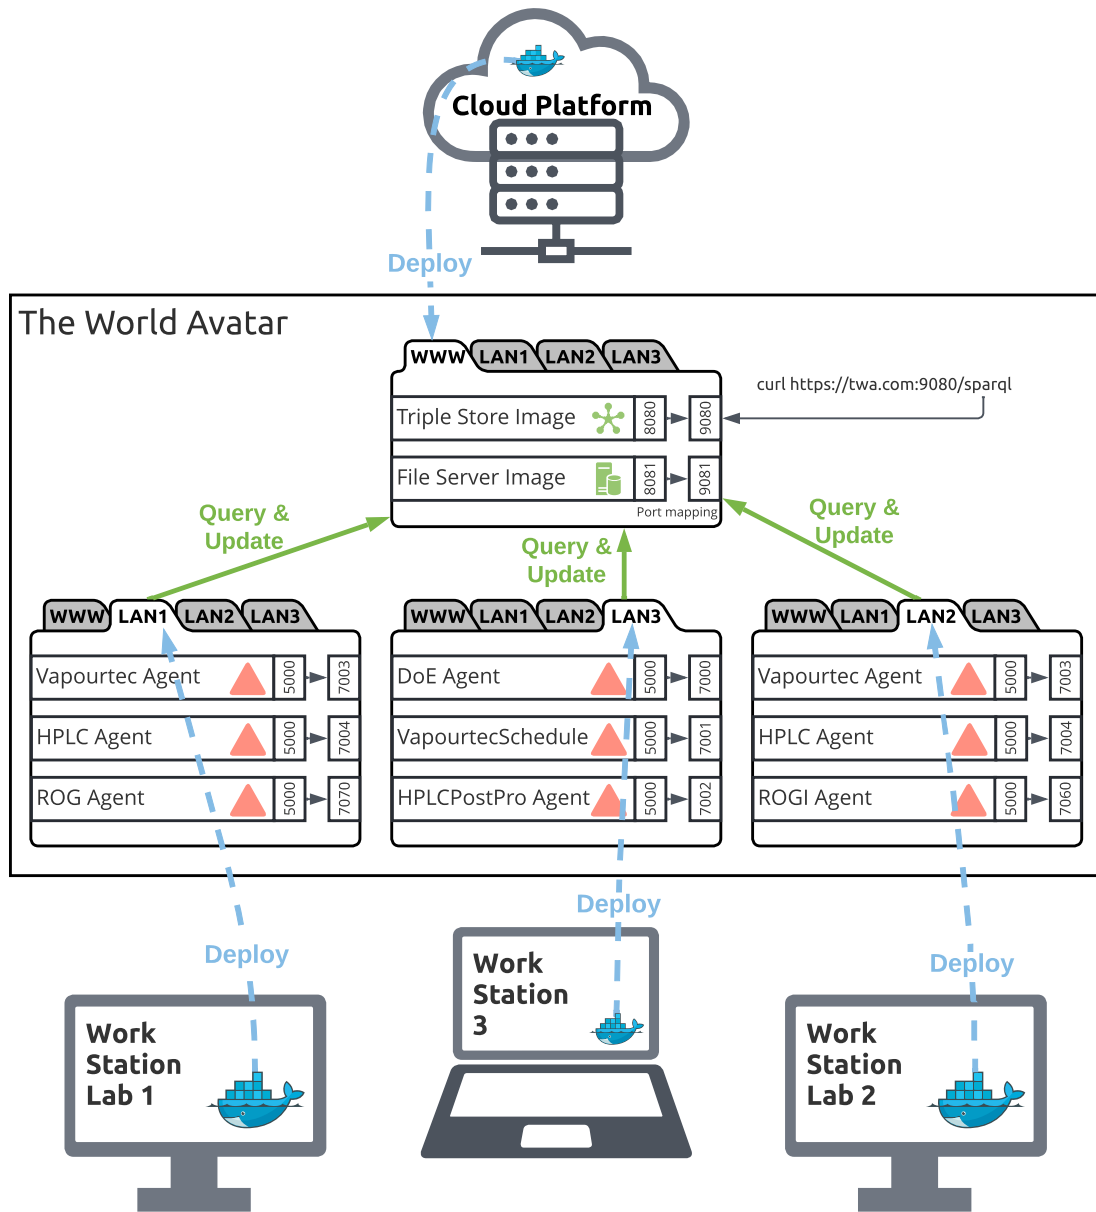 Cloud Platform
Deploy
The World Avatar
WWW LAN1 LAN2 LAN3
curl https://twa.com:9080/sparql
Triple Store Image 8080 9080
File Server Image 8081 9081
Port mapping
Query &
Update
Query &
Update
Query &
Update
WWW LAN1 LAN2 LAN3
Vapourtec Agent 5000 7003
HPLC Agent 5000 7004
ROG Agent 5000 7070
WWW LAN1 LAN2 LAN3
DoE Agent 5000 7000
VapourtecSchedule 5000 7001
HPLCPostPro Agent 5000 7002
WWW LAN1 LAN2 LAN3
Vapourtec Agent 5000 7003
HPLC Agent 5000 7004
ROGI Agent 5000 7060
Deploy
Deploy
Deploy
Work
Station
Lab 1
Work
Station
3
Work
Station
Lab 2